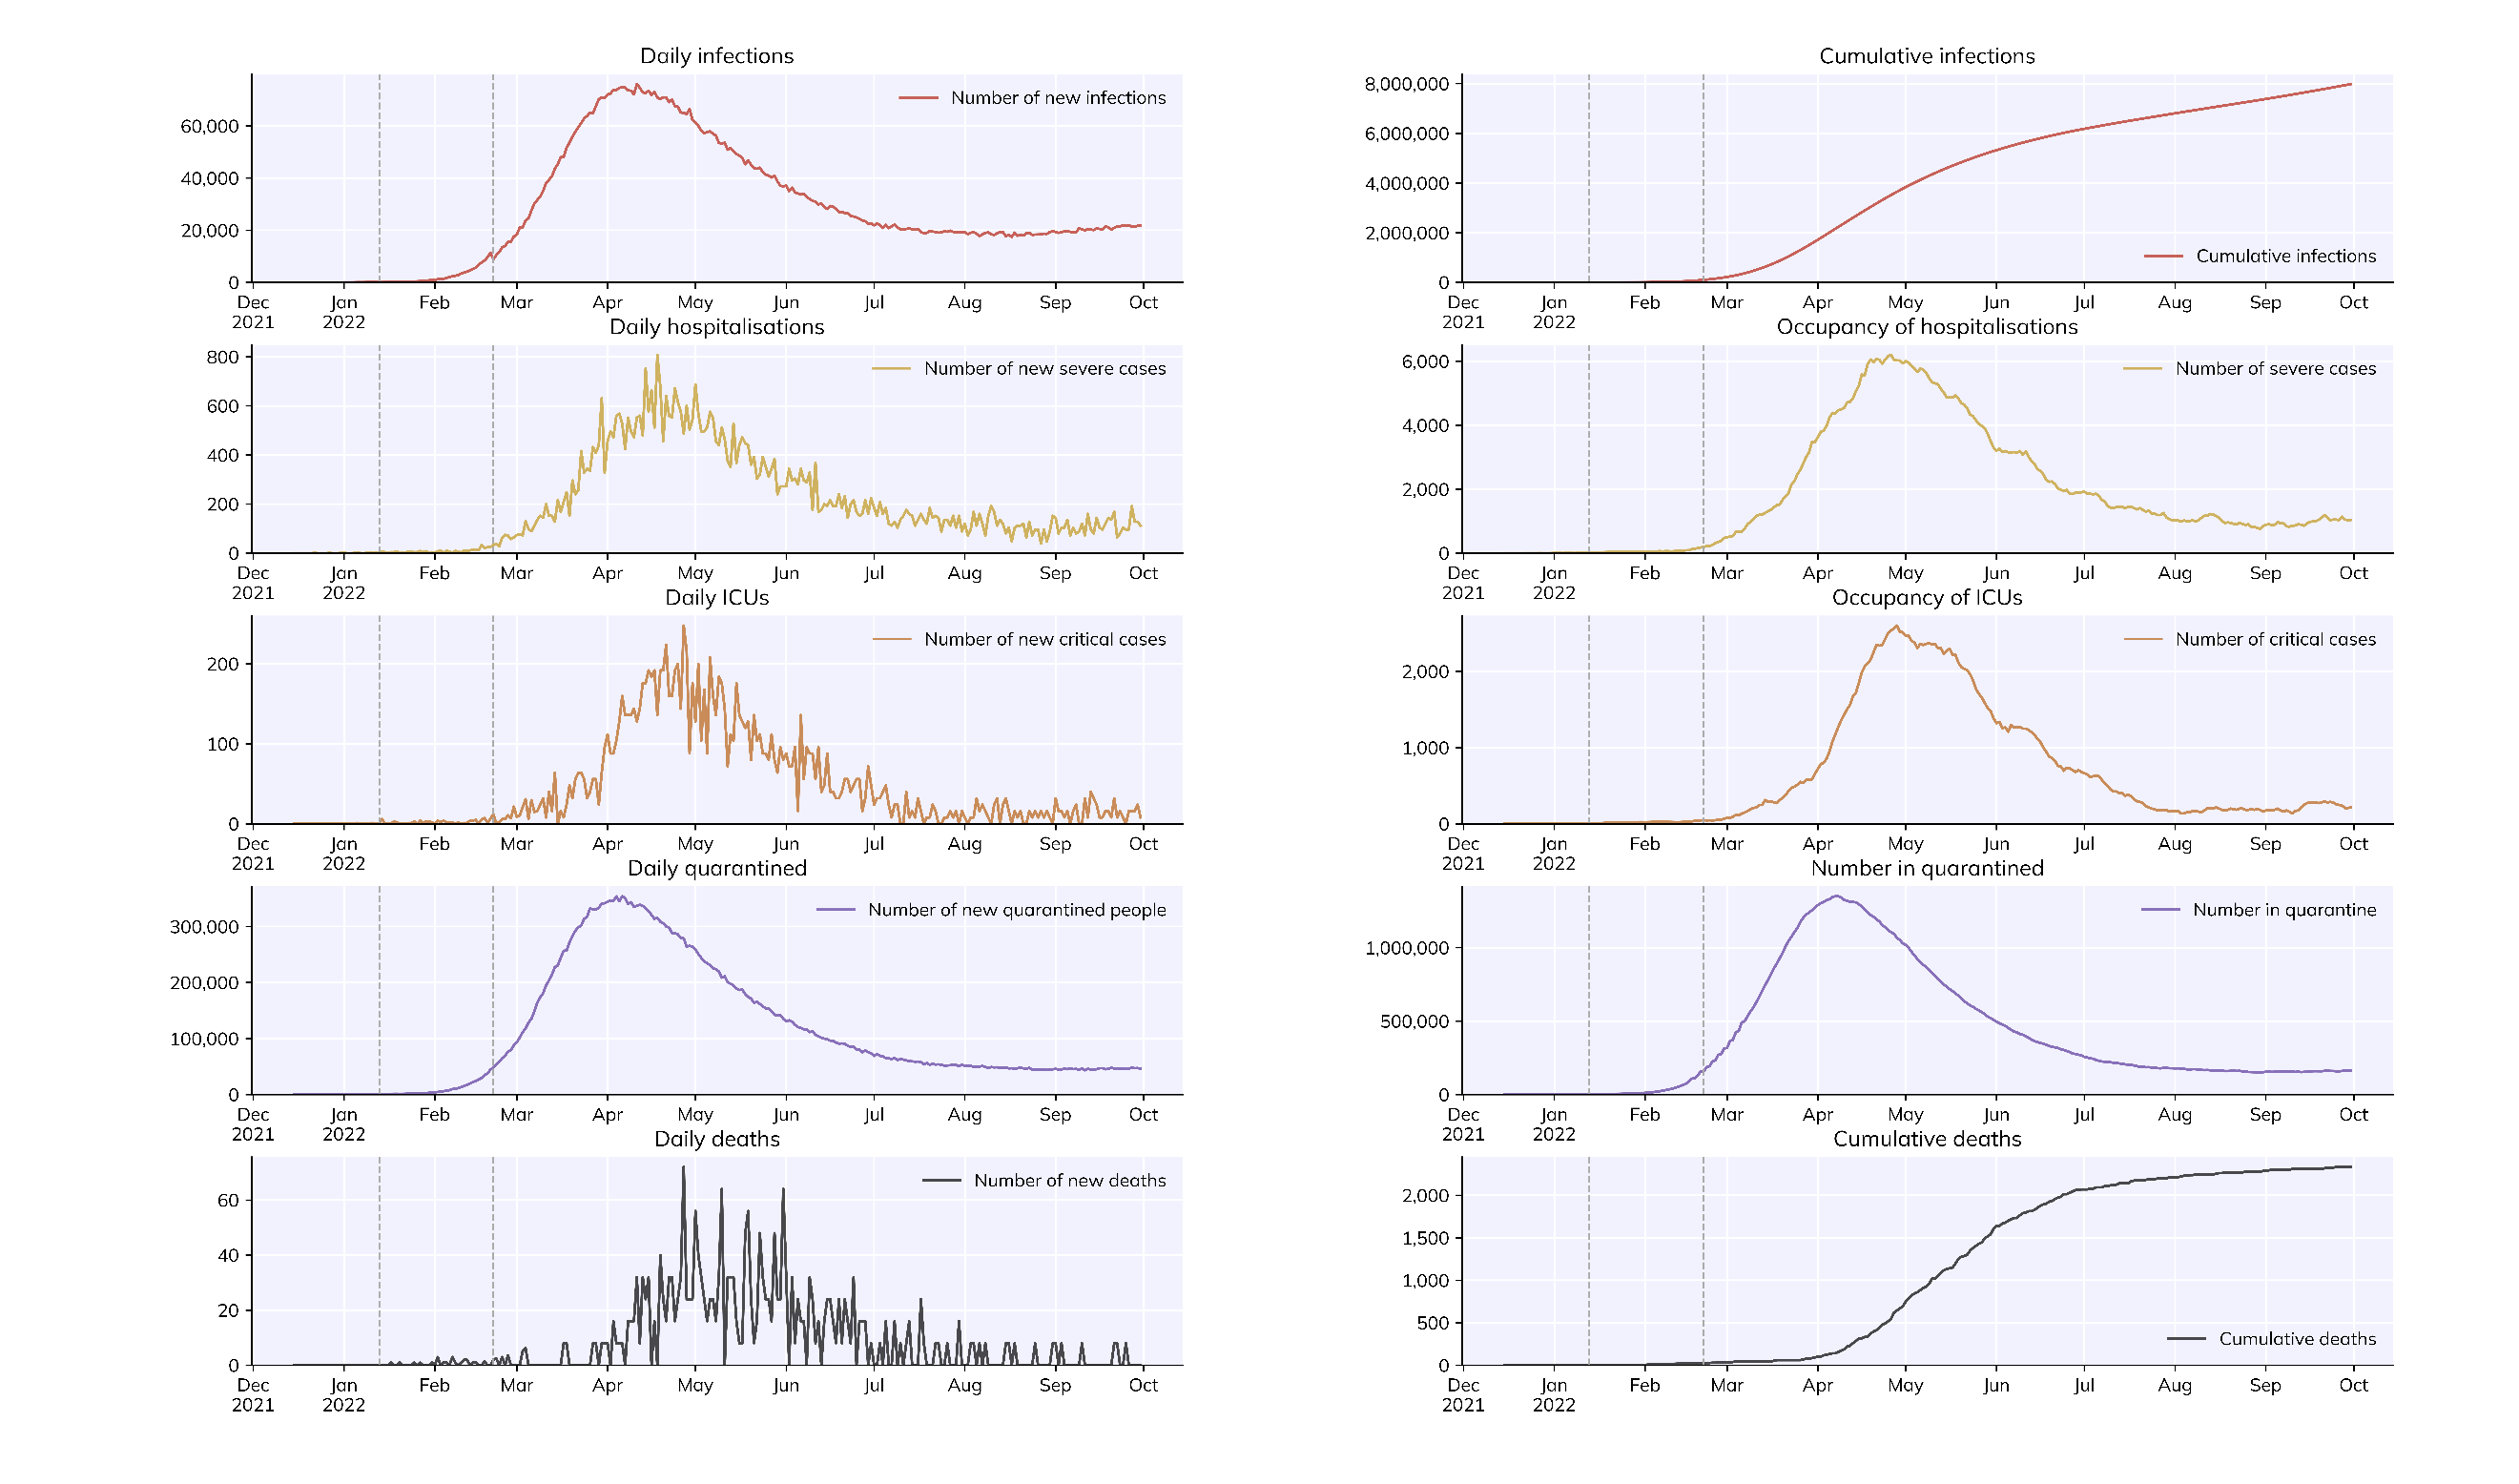 Daily infections
Number of new infections
60,000
40,000
20,000
0
Dec Jan Feb Mar Apr May Jun Jul Aug Sep Oct
2021 2022
Cumulative infections
8,000,000
6,000,000
4,000,000
2,000,000
Cumulative infections
0
Dec Jan Feb Mar Apr May Jun Jul Aug Sep Oct
2021 2022
Daily hospitalisations
800
Number of new severe cases
600
400
200
0
Dec Jan Feb Mar Apr May Jun Jul Aug Sep Oct
2021 2022
Occupancy of hospitalisations
6,000
Number of severe cases
4,000
2,000
0
Dec Jan Feb Mar Apr May Jun Jul Aug Sep Oct
2021 2022
Daily ICUs
Number of new critical cases
200
100
0
Dec Jan Feb Mar Apr May Jun Jul Aug Sep Oct
2021 2022
Occupancy of ICUs
Number of critical cases
2,000
1,000
0
Dec Jan Feb Mar Apr May Jun Jul Aug Sep Oct
2021 2022
Daily quarantined
Number of new quarantined people
300,000
200,000
100,000
0
Dec Jan Feb Mar Apr May Jun Jul Aug Sep Oct
2021 2022
Number in quarantined
Number in quarantine
1,000,000
500,000
0
Dec Jan Feb Mar Apr May Jun Jul Aug Sep Oct
2021 2022
Daily deaths
Number of new deaths
60
40
20
0
Dec Jan Feb Mar Apr May Jun Jul Aug Sep Oct
2021 2022
Cumulative deaths
2,000
1,500
1,000
500
Cumulative deaths
0
Dec Jan Feb Mar Apr May Jun Jul Aug Sep Oct
2021 2022